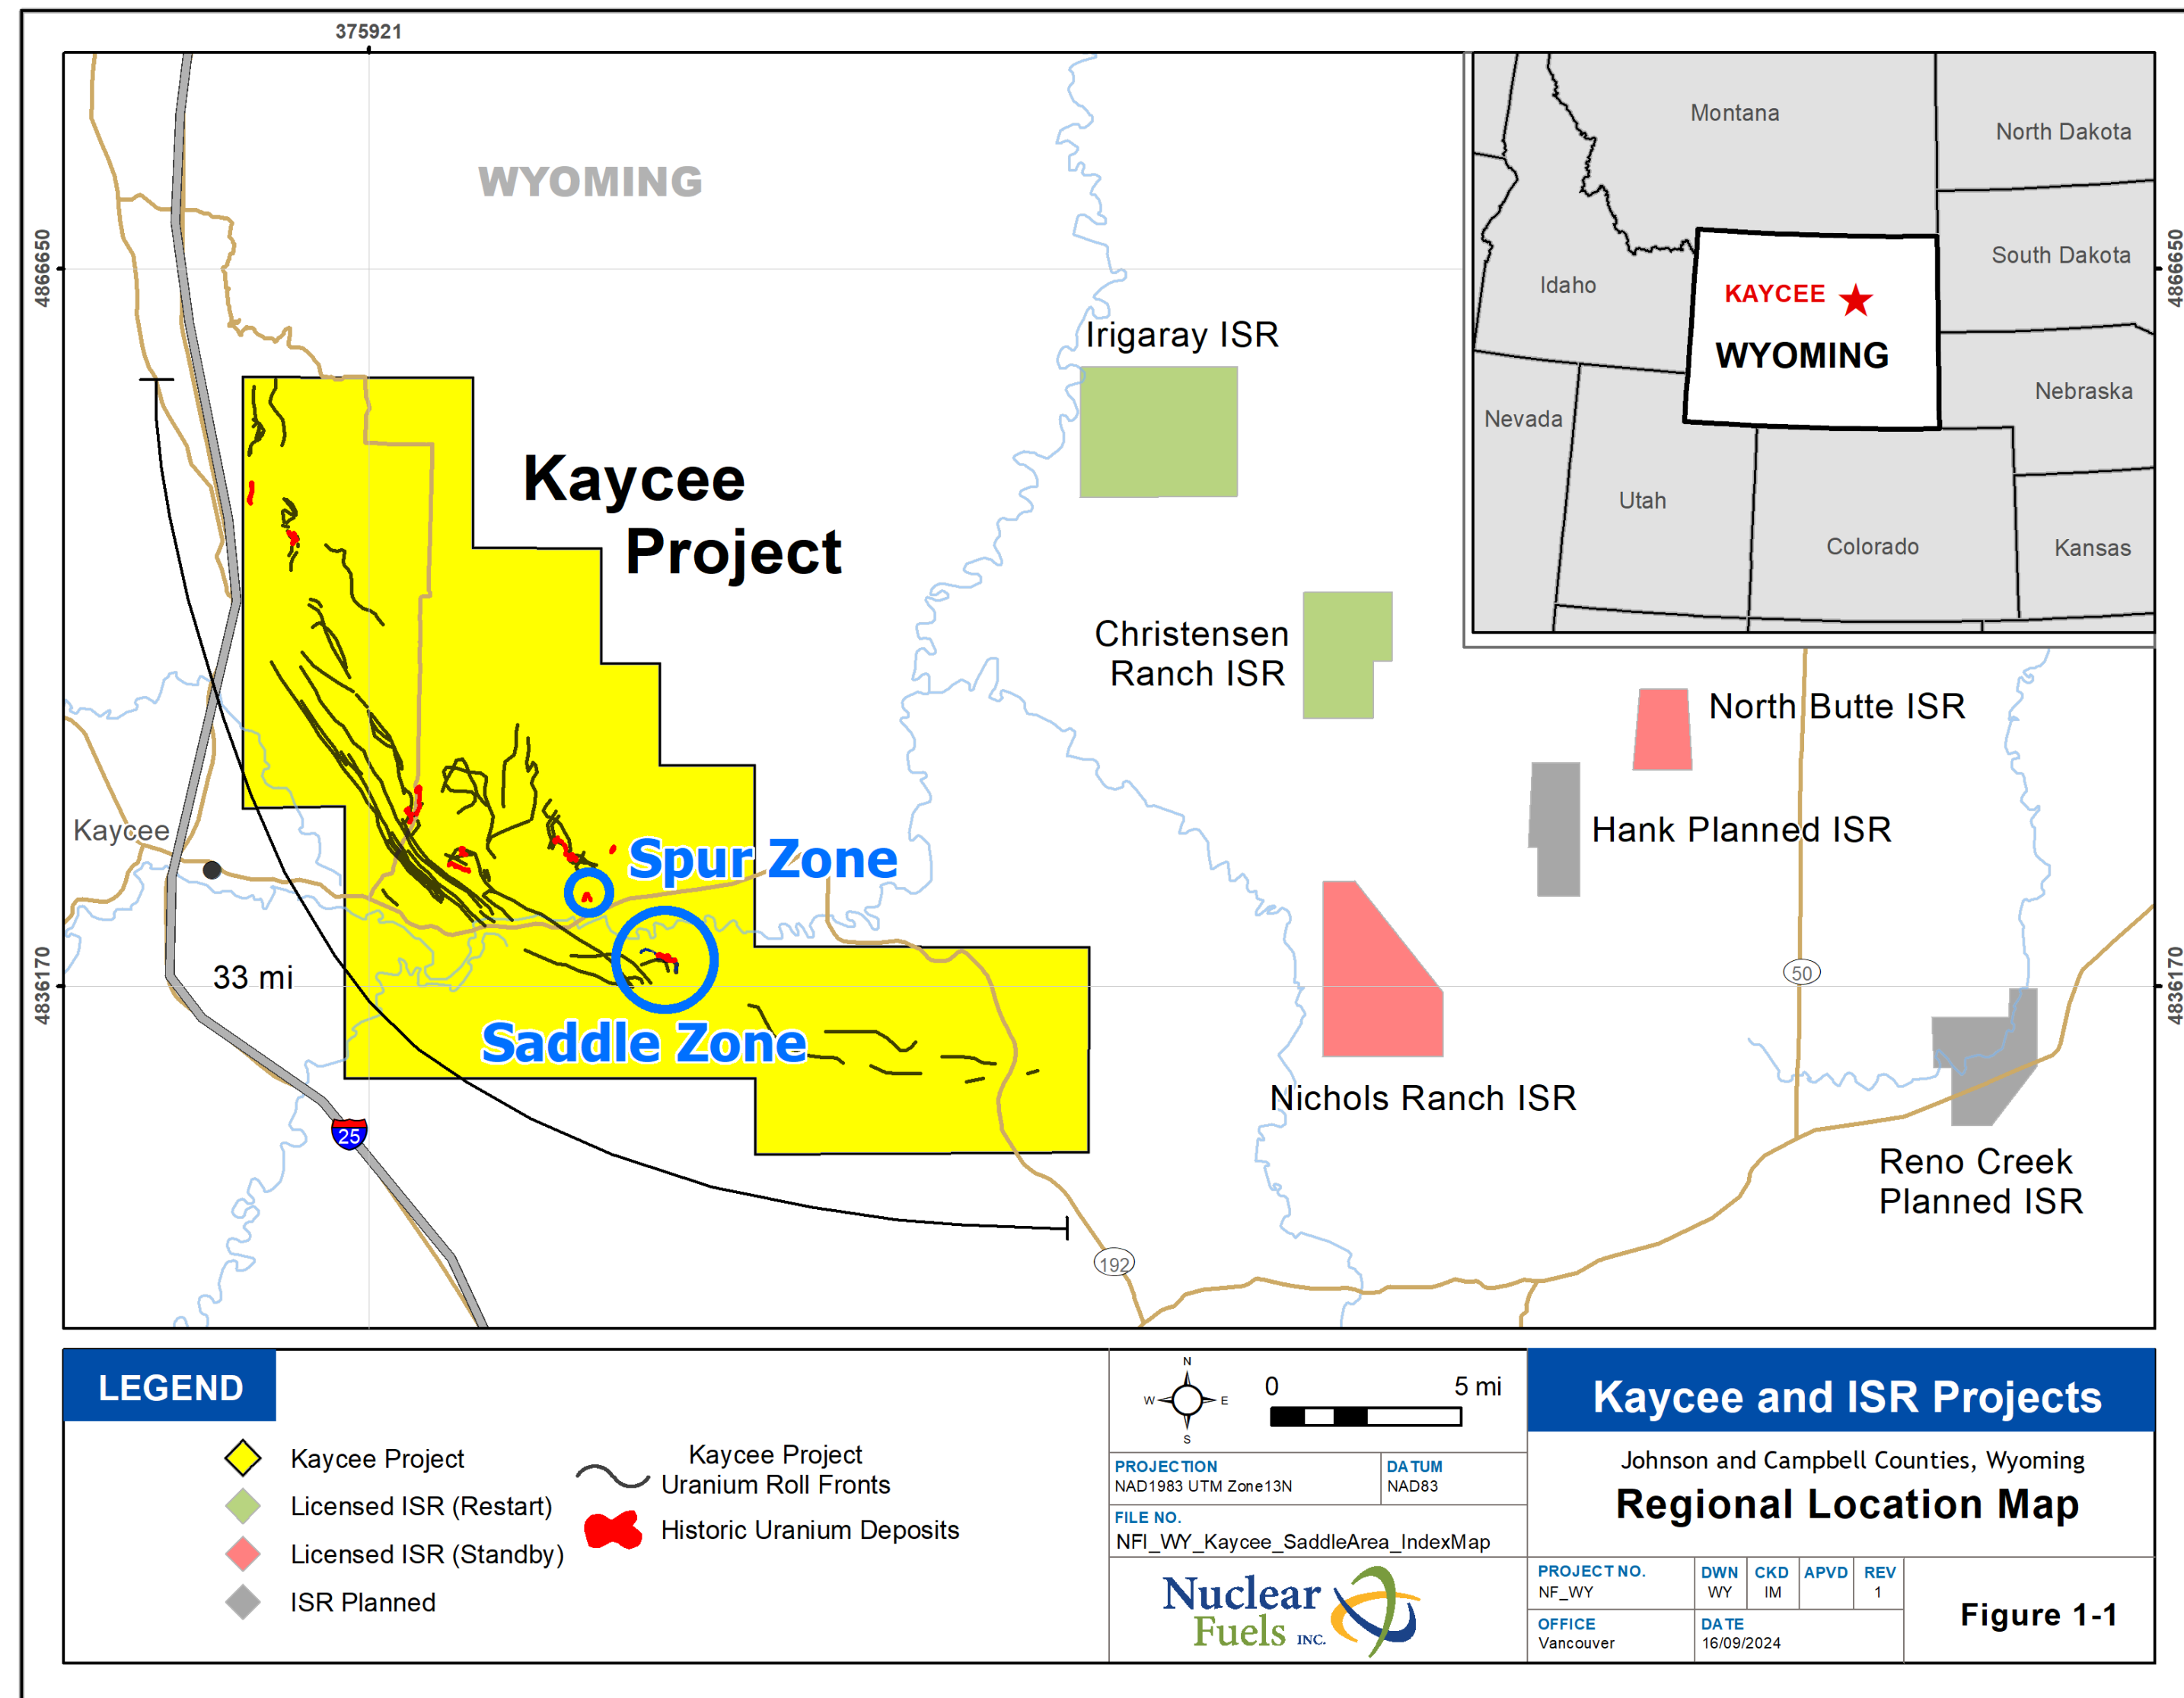 375921
4866650
4866650
4836170
4836170
WYOMING
Kaycee
Project
Irigaray ISR
Christensen
Ranch ISR
North Butte ISR
Hank Planned ISR
Nichols Ranch ISR
Reno Creek
Planned ISR
Spur Zone
Saddle Zone
Kaycee
33 mi
25
192
50
Montana
North Dakota
South Dakota
Idaho
KAYCEE
WYOMING
Nebraska
Nevada
Utah
Colorado
Kansas
LEGEND
Kaycee Project
Licensed ISR (Restart)
Licensed ISR (Standby)
ISR Planned
Kaycee Project
Uranium Roll Fronts
Historic Uranium Deposits
N
W
E
S
0
5 mi
PROJECTION
NAD1983 UTM Zone13N
DATUM
NAD83
FILE NO.
NFI_WY_Kaycee_SaddleArea_IndexMap
Nuclear
Fuels INC.
Kaycee and ISR Projects
Johnson and Campbell Counties, Wyoming
Regional Location Map
PROJECT NO.
NF_WY
DWN
WY
CKD
IM
APVD
REV
1
OFFICE
Vancouver
DATE
16/09/2024
Figure 1-1